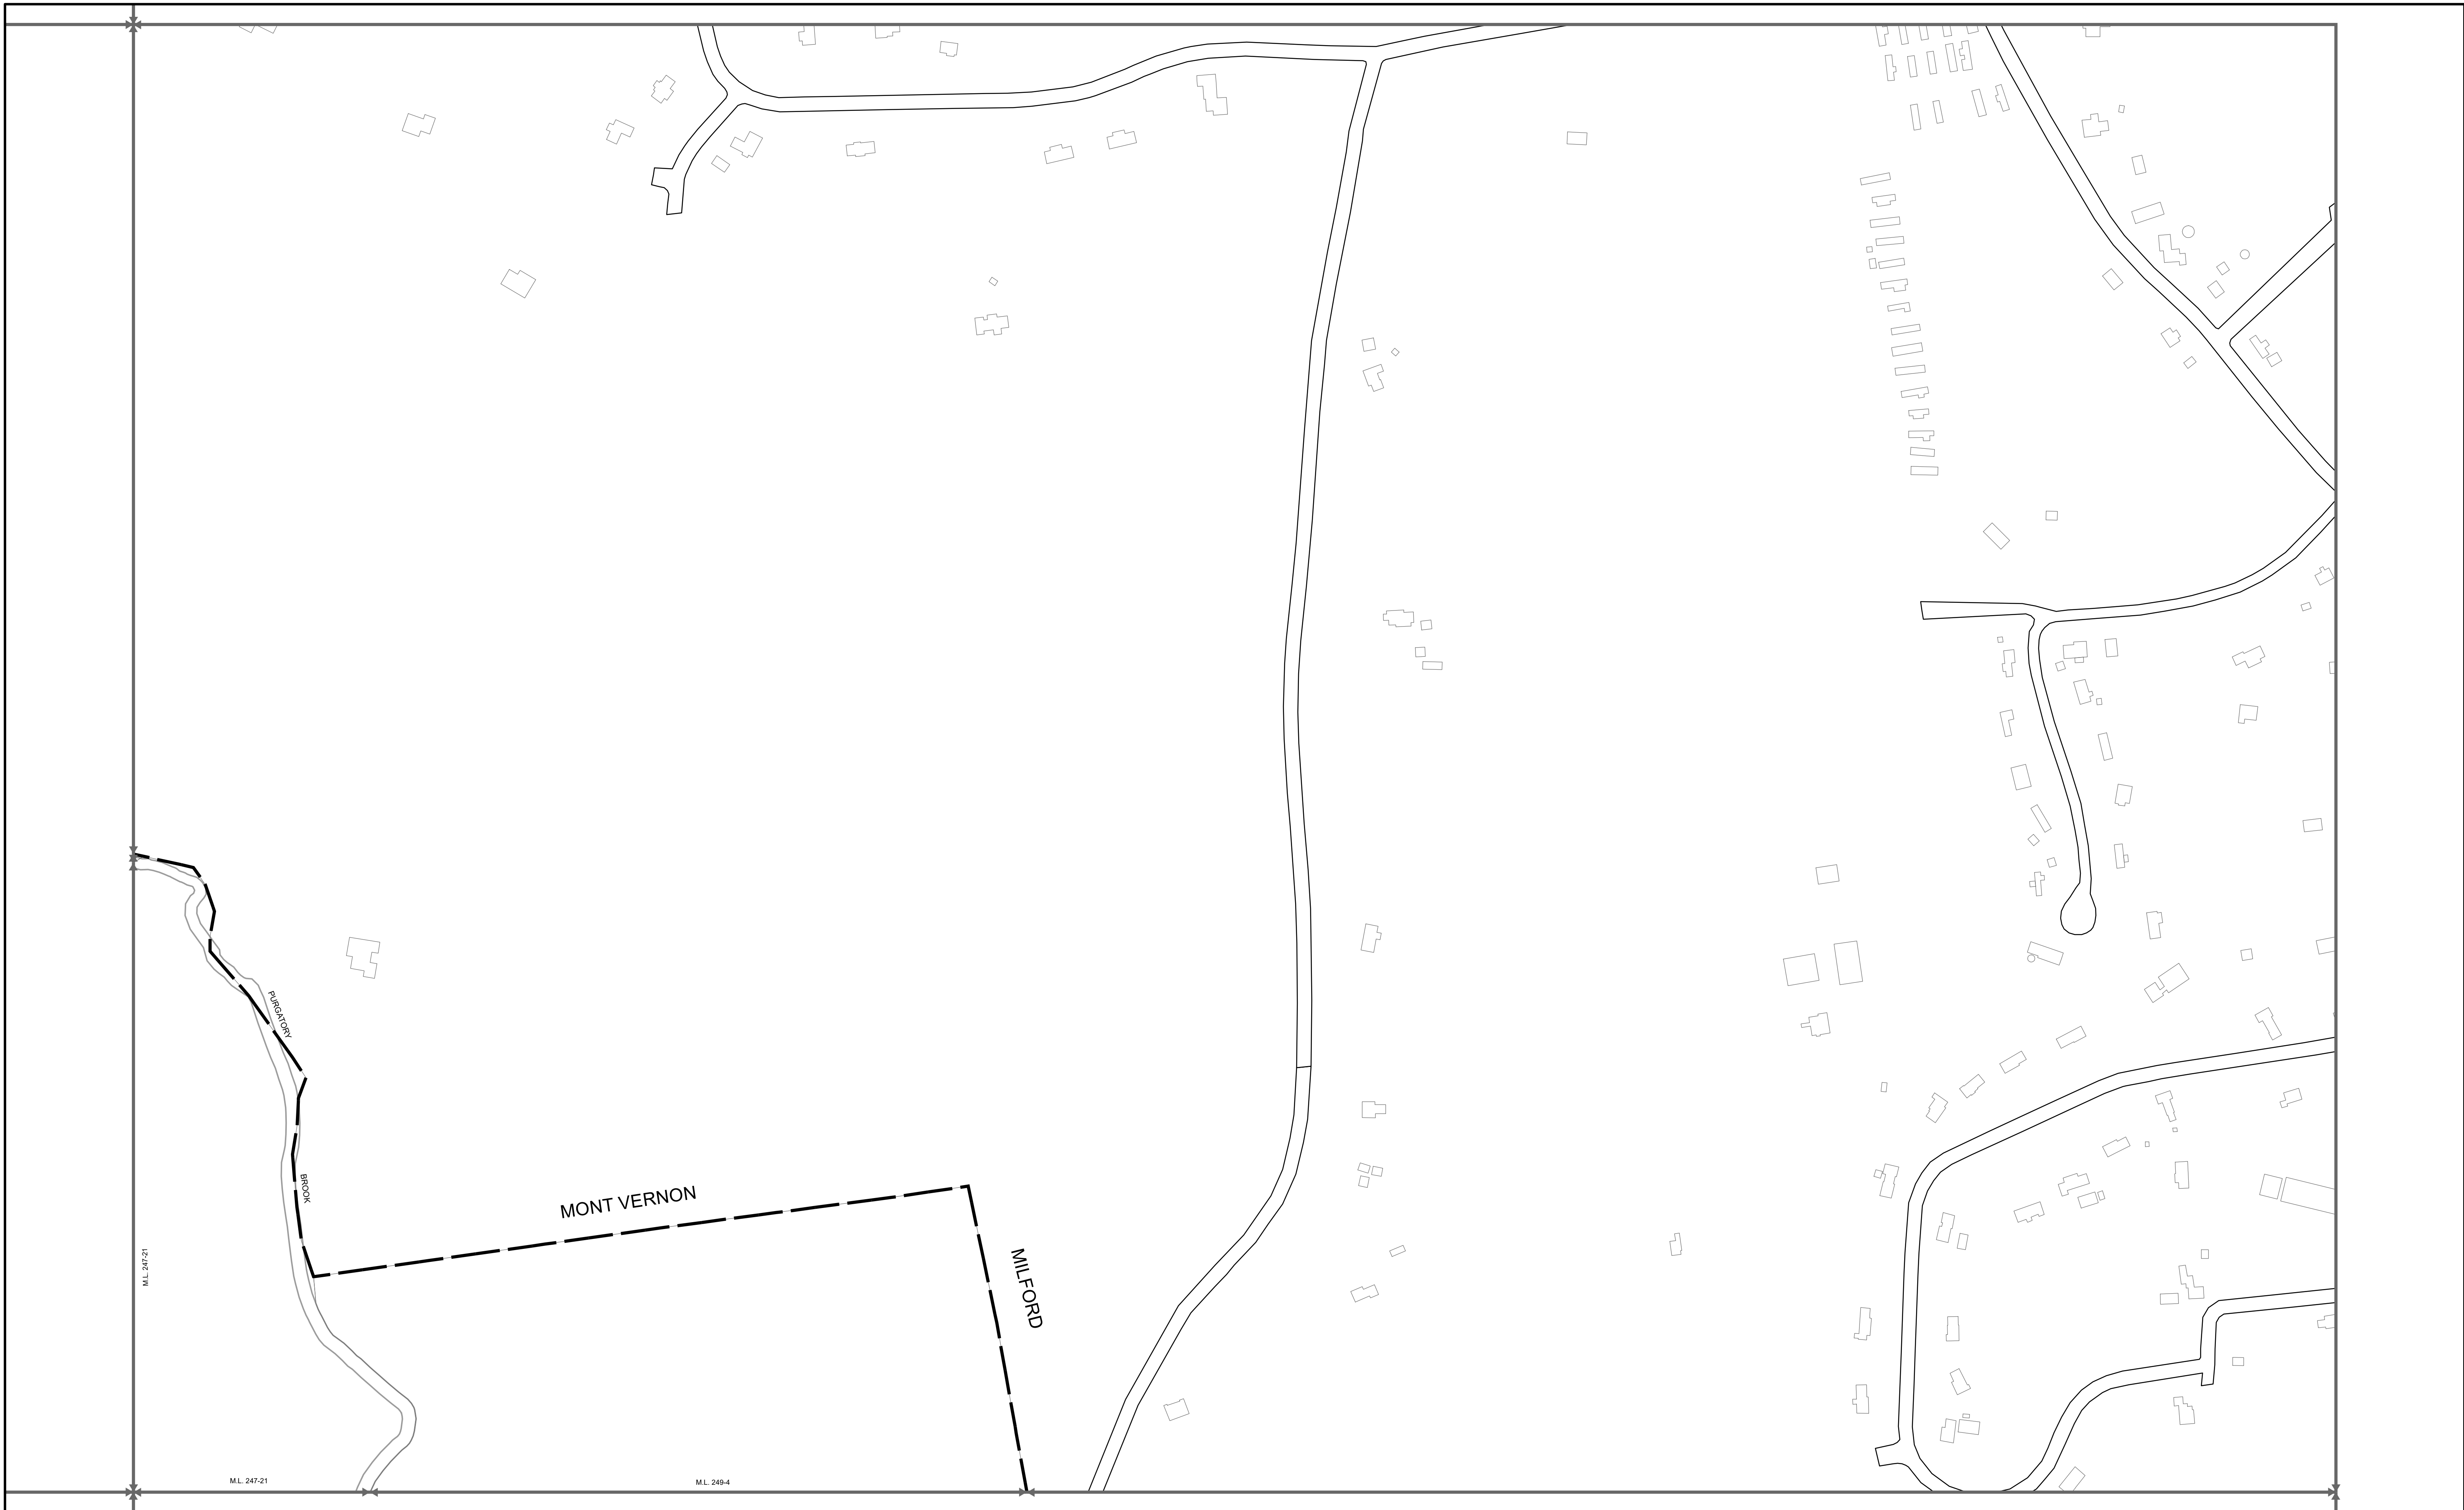 PURGATORY
BROOK
MONT VERNON
MILFORD
M.L. 247-21
M.L. 247-21
M.L. 249-4